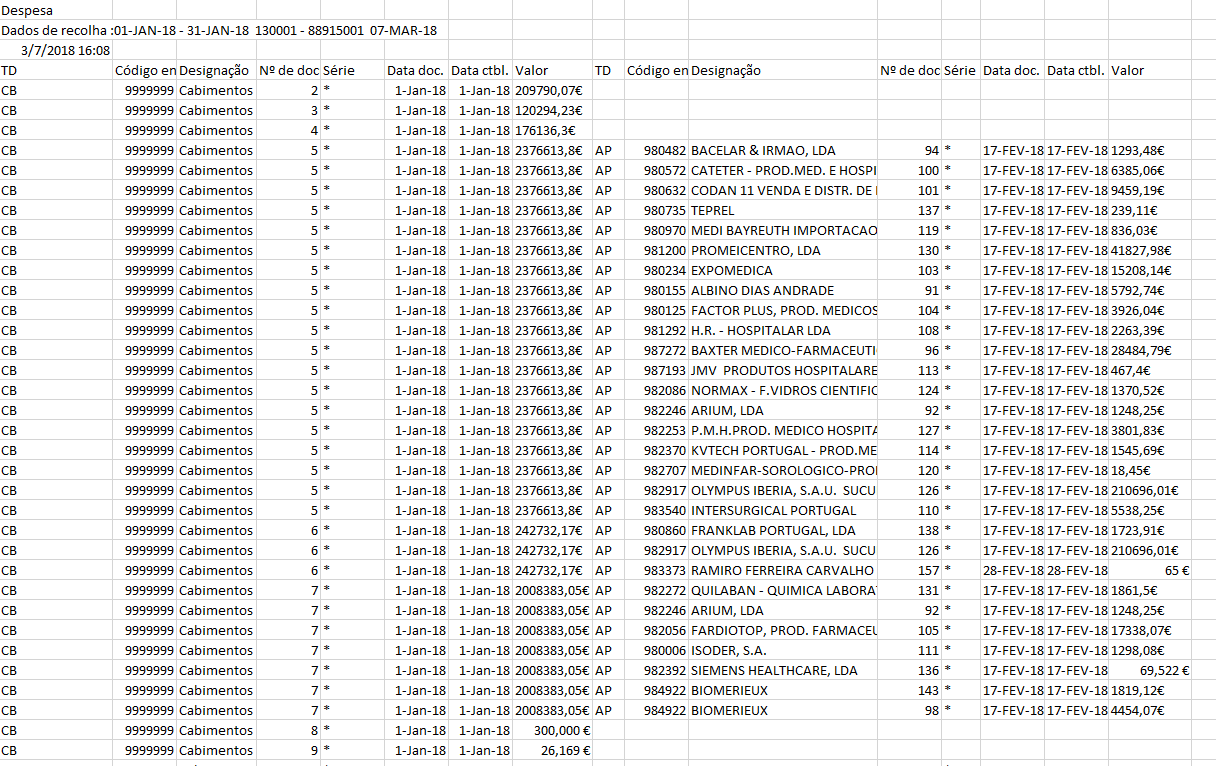 Despesa
Dados de recolha :01-JAN-18 - 31-JAN-18 130001 - 88915001 07-MAR-18
3/7/2018 16:08
TD Código en Designação Nº de doc Série Data doc. Data ctbl. Valor TD Código en Designação Nº de doc Série Data doc. Data ctbl. Valor
CB 9999999 Cabimentos 2 * 1-Jan-18 1-Jan-18 209790,07€
CB 9999999 Cabimentos 3 * 1-Jan-18 1-Jan-18 120294,23€
CB 9999999 Cabimentos 4 * 1-Jan-18 1-Jan-18 176136,3€
CB 9999999 Cabimentos 5 * 1-Jan-18 1-Jan-18 2376613,8€ AP 980482 BACELAR & IRMAO, LDA 94 * 17-FEV-18 17-FEV-18 1293,48€
CB 9999999 Cabimentos 5 * 1-Jan-18 1-Jan-18 2376613,8€ AP 980572 CATETER - PROD.MED. E HOSPI 100 * 17-FEV-18 17-FEV-18 6385,06€
CB 9999999 Cabimentos 5 * 1-Jan-18 1-Jan-18 2376613,8€ AP 980632 CODAN 11 VENDA E DISTR. DE 101 * 17-FEV-18 17-FEV-18 9459,19€
CB 9999999 Cabimentos 5 * 1-Jan-18 1-Jan-18 2376613,8€ AP 980735 TEPREL 137 * 17-FEV-18 17-FEV-18 239,11€
CB 9999999 Cabimentos 5 * 1-Jan-18 1-Jan-18 2376613,8€ AP 980970 MEDI BAYREUTH IMPORTACAO 119 * 17-FEV-18 17-FEV-18 836,03€
CB 9999999 Cabimentos 5 * 1-Jan-18 1-Jan-18 2376613,8€ AP 981200 PROMEICENTRO, LDA 130 * 17-FEV-18 17-FEV-18 41827,98€
CB 9999999 Cabimentos 5 * 1-Jan-18 1-Jan-18 2376613,8€ AP 980234 EXPOMEDICA 103 * 17-FEV-18 17-FEV-18 15208,14€
CB 9999999 Cabimentos 5 * 1-Jan-18 1-Jan-18 2376613,8€ AP 980155 ALBINO DIAS ANDRADE 91 * 17-FEV-18 17-FEV-18 5792,74€
CB 9999999 Cabimentos 5 * 1-Jan-18 1-Jan-18 2376613,8€ AP 980125 FACTOR PLUS, PROD. MEDICOS 104 * 17-FEV-18 17-FEV-18 3926,04€
CB 9999999 Cabimentos 5 * 1-Jan-18 1-Jan-18 2376613,8€ AP 981292 H.R. - HOSPITALAR LDA 108 * 17-FEV-18 17-FEV-18 2263,39€
CB 9999999 Cabimentos 5 * 1-Jan-18 1-Jan-18 2376613,8€ AP 987272 BAXTER MEDICO-FARMACEUTI 96 * 17-FEV-18 17-FEV-18 28484,79€
CB 9999999 Cabimentos 5 * 1-Jan-18 1-Jan-18 2376613,8€ AP 987193 JMV PRODUTOS HOSPITALARE 113 * 17-FEV-18 17-FEV-18 467,4€
CB 9999999 Cabimentos 5 * 1-Jan-18 1-Jan-18 2376613,8€ AP 982086 NORMAX - F.VIDROS CIENTIFIC 124 * 17-FEV-18 17-FEV-18 1370,52€
CB 9999999 Cabimentos 5 * 1-Jan-18 1-Jan-18 2376613,8€ AP 982246 ARIUM, LDA 92 * 17-FEV-18 17-FEV-18 1248,25€
CB 9999999 Cabimentos 5 * 1-Jan-18 1-Jan-18 2376613,8€ AP 982253 P.M.H.PROD. MEDICO HOSPITA 127 * 17-FEV-18 17-FEV-18 3801,83€
CB 9999999 Cabimentos 5 * 1-Jan-18 1-Jan-18 2376613,8€ AP 982370 KVTECH PORTUGAL - PROD.ME 114 * 17-FEV-18 17-FEV-18 1545,69€
CB 9999999 Cabimentos 5 * 1-Jan-18 1-Jan-18 2376613,8€ AP 982707 MEDINFAR-SOROLOGICO-PRO 120 * 17-FEV-18 17-FEV-18 18,45€
CB 9999999 Cabimentos 5 * 1-Jan-18 1-Jan-18 2376613,8€ AP 982917 OLYMPUS IBERIA, S.A.U. SUCU 126 * 17-FEV-18 17-FEV-18 210696,01€
CB 9999999 Cabimentos 5 * 1-Jan-18 1-Jan-18 2376613,8€ AP 983540 INTERSURGICAL PORTUGAL 110 * 17-FEV-18 17-FEV-18 5538,25€
CB 9999999 Cabimentos 6 * 1-Jan-18 1-Jan-18 242732,17€ AP 980860 FRANKLAB PORTUGAL, LDA 138 * 17-FEV-18 17-FEV-18 1723,91€
CB 9999999 Cabimentos 6 * 1-Jan-18 1-Jan-18 242732,17€ AP 982917 OLYMPUS IBERIA, S.A.U. SUCU 126 * 17-FEV-18 17-FEV-18 210696,01€
CB 9999999 Cabimentos 6 * 1-Jan-18 1-Jan-18 242732,17€ AP 983373 RAMIRO FERREIRA CARVALHO 157 * 28-FEV-18 28-FEV-18 65 €
CB 9999999 Cabimentos 7 * 1-Jan-18 1-Jan-18 2008383,05€ AP 982272 QUILABAN - QUIMICA LABORA 131 * 17-FEV-18 17-FEV-18 1861,5€
CB 9999999 Cabimentos 7 * 1-Jan-18 1-Jan-18 2008383,05€ AP 982246 ARIUM, LDA 92 * 17-FEV-18 17-FEV-18 1248,25€
CB 9999999 Cabimentos 7 * 1-Jan-18 1-Jan-18 2008383,05€ AP 982056 FARDIOTOP, PROD. FARMACEU 105 * 17-FEV-18 17-FEV-18 17338,07€
CB 9999999 Cabimentos 7 * 1-Jan-18 1-Jan-18 2008383,05€ AP 980006 ISODER, S.A. 111 * 17-FEV-18 17-FEV-18 1298,08€
CB 9999999 Cabimentos 7 * 1-Jan-18 1-Jan-18 2008383,05€ AP 982392 SIEMENS HEALTHCARE, LDA 136 * 17-FEV-18 17-FEV-18 69,522 €
CB 9999999 Cabimentos 7 * 1-Jan-18 1-Jan-18 2008383,05€ AP 984922 BIOMERIEUX 143 * 17-FEV-18 17-FEV-18 1819,12€
CB 9999999 Cabimentos 7 * 1-Jan-18 1-Jan-18 2008383,05€ AP 984922 BIOMERIEUX 98 * 17-FEV-18 17-FEV-18 4454,07€
CB 9999999 Cabimentos 8 * 1-Jan-18 1-Jan-18 300,000 €
CB 9999999 Cabimentos 9 * 1-Jan-18 1-Jan-18 26,169 €